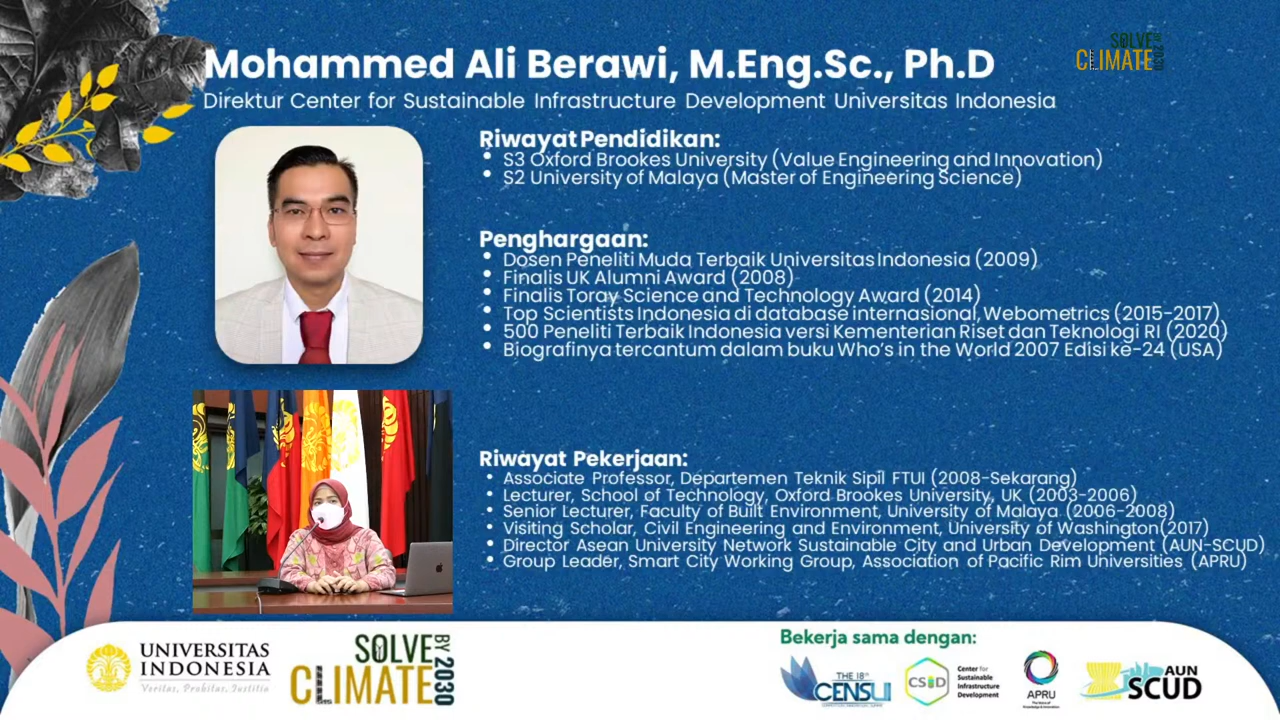 Mohammed Ali Berawi, M.Eng.Sc., Ph.D
SOLVE CLIMATE BY 2030
Direktur Center for Sustainable Infrastructure Development Universitas Indonesia
Riwayat Pendidikan:
• S3 Oxford Brookes University (Value Engineering and Innovation)
• S2 University of Malaya (Master of Engineering Science)
Penghargaan:
• Dosen Peneliti Muda Terbaik Universitas Indonesia (2009)
• Finalis UK Alumni Award (2008)
• Finalis Toray Science and Technology Award (2014)
• Top Scientists Indonesia di database internasional, Webometrics (2015-2017)
• 500 Peneliti Terbaik Indonesia versi Kementerian Riset dan Teknologi RI (2020)
• Biografinya tercantum dalam buku Who's in the World 2007 Edisi ke-24 (USA)
Riwayat Pekerjaan:
• Associate Professor, Departemen Teknik Sipil FTUI (2008-Sekarang)
• Lecturer, School of Technology, Oxford Brookes University, UK (2003-2006)
• Senior Lecturer, Faculty of Built Environment, University of Malaya (2006-2008)
• Visiting Scholar, Civil Engineering and Environment, University of Washington(2017)
• Director Asean University Network Sustainable City and Urban Development (AUN-SCUD)
• Group Leader, Smart City Working Group, Association of Pacific Rim Universities (APRU)
UNIVERSITAS
INDONESIA
Veritas, Probitas, Justitia
SOLVE
CLIMATE
BY 2030
Bekerja sama dengan:
THE 18th
CENSUI
CSID
Center for
Sustainable
Infrastructure
Development
APRU
AUN
SCUD